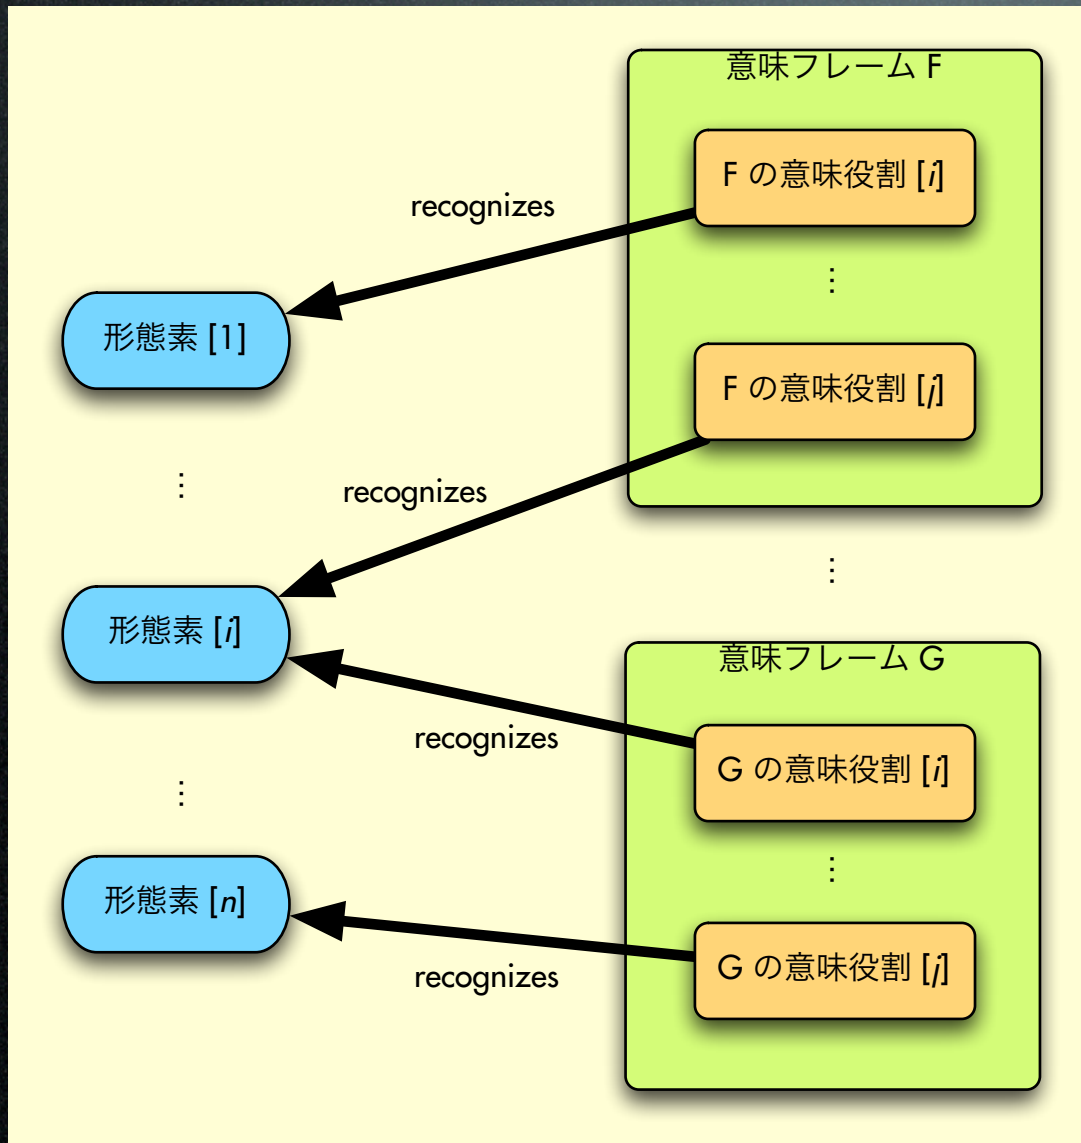 意味フレーム F
F の意味役割 [i]
recognizes
⋮
形態素 [1]
F の意味役割 [j]
⋮
recognizes
⋮
形態素 [i]
意味フレーム G
recognizes
G の意味役割 [i]
⋮
⋮
形態素 [n]
G の意味役割 [j]
recognizes